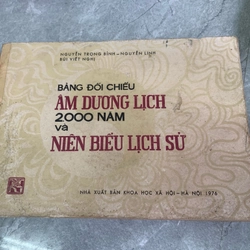 NGUYỄN TRỌNG BỈNH - NGUYỄN LINH
BÙI VIẾT NGHỊ
BẢNG ĐỐI CHIẾU
ÂM DƯƠNG LỊCH
2000 NĂM
và
NIÊN BIỂU LỊCH SỬ
NHÀ XUẤT BẢN KHOA HỌC XÃ HỘI - HÀ NỘI 1976